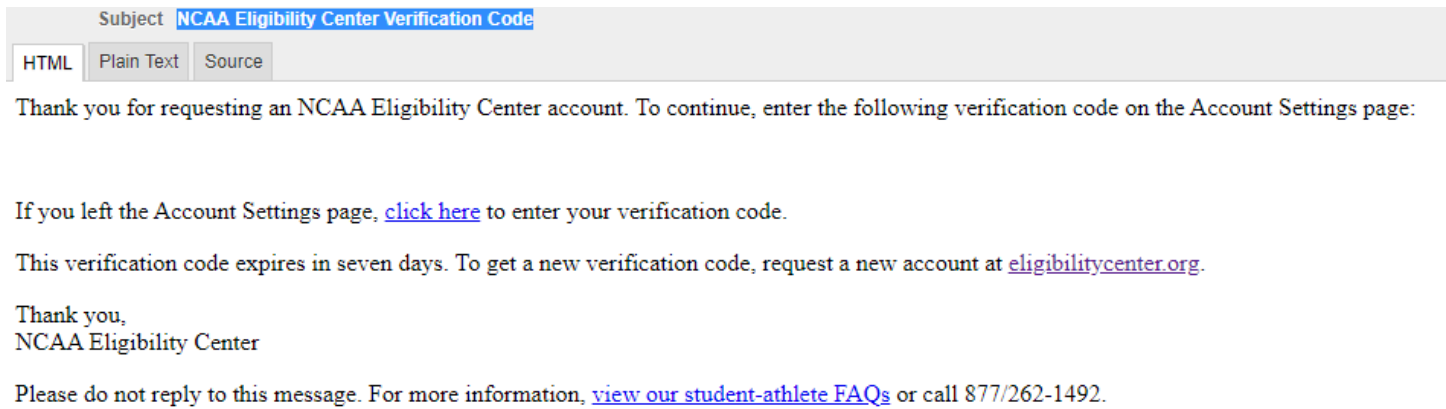 Subject NCAA Eligibility Center Verification Code
HTML Plain Text Source
Thank you for requesting an NCAA Eligibility Center account. To continue, enter the following verification code on the Account Settings page:
If you left the Account Settings page, click here to enter your verification code.
This verification code expires in seven days. To get a new verification code, request a new account at eligibilitycenter.org.
Thank you,
NCAA Eligibility Center
Please do not reply to this message. For more information, view our student-athlete FAQs or call 877/262-1492.